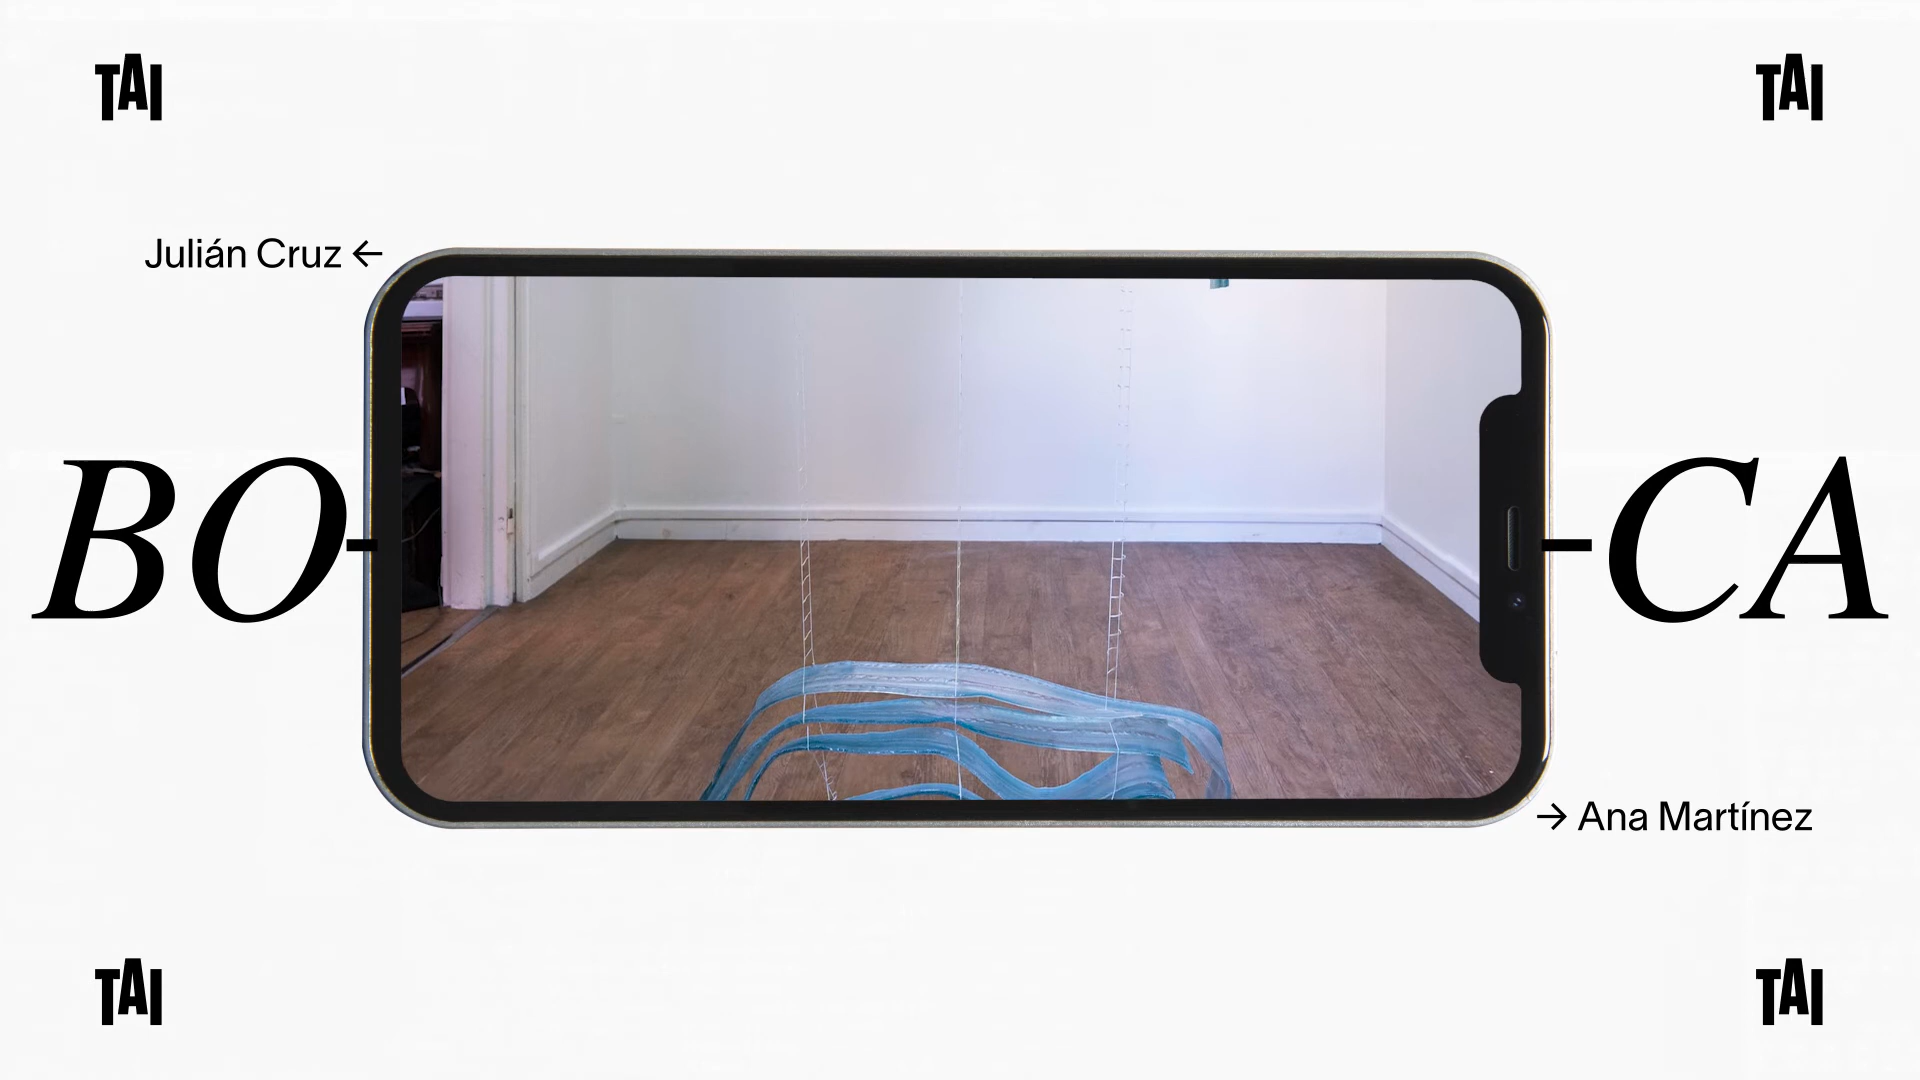 TAI
TAI
Julián Cruz ←
BO-
-CA
→ Ana Martínez
TAI
TAI